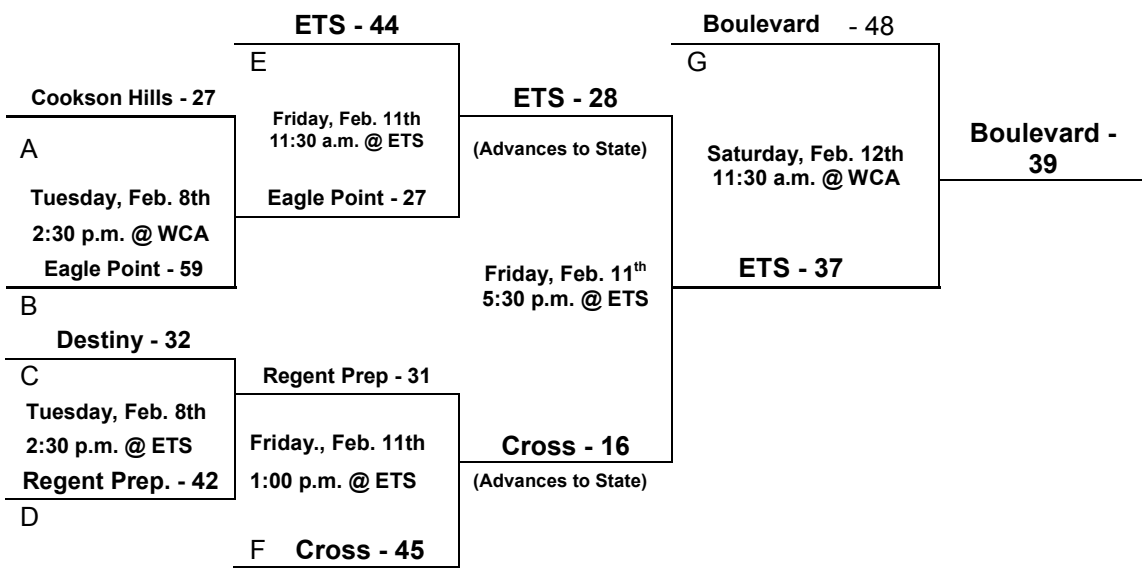 ETS - 44
Boulevard - 48
E
G
Cookson Hills - 27
ETS - 28
Friday, Feb. 11th
11:30 a.m. @ ETS
A
(Advances to State)
Boulevard -
39
Saturday, Feb. 12th
11:30 a.m. @ WCA
Tuesday, Feb. 8th
2:30 p.m. @ WCA
Eagle Point - 27
Eagle Point - 59
Friday, Feb. 11th
5:30 p.m. @ ETS
ETS - 37
B
Destiny - 32
C
Regent Prep - 31
Tuesday, Feb. 8th
2:30 p.m. @ ETS
Friday., Feb. 11th
1:00 p.m. @ ETS
Cross - 16
(Advances to State)
Regent Prep. - 42
D
F Cross - 45